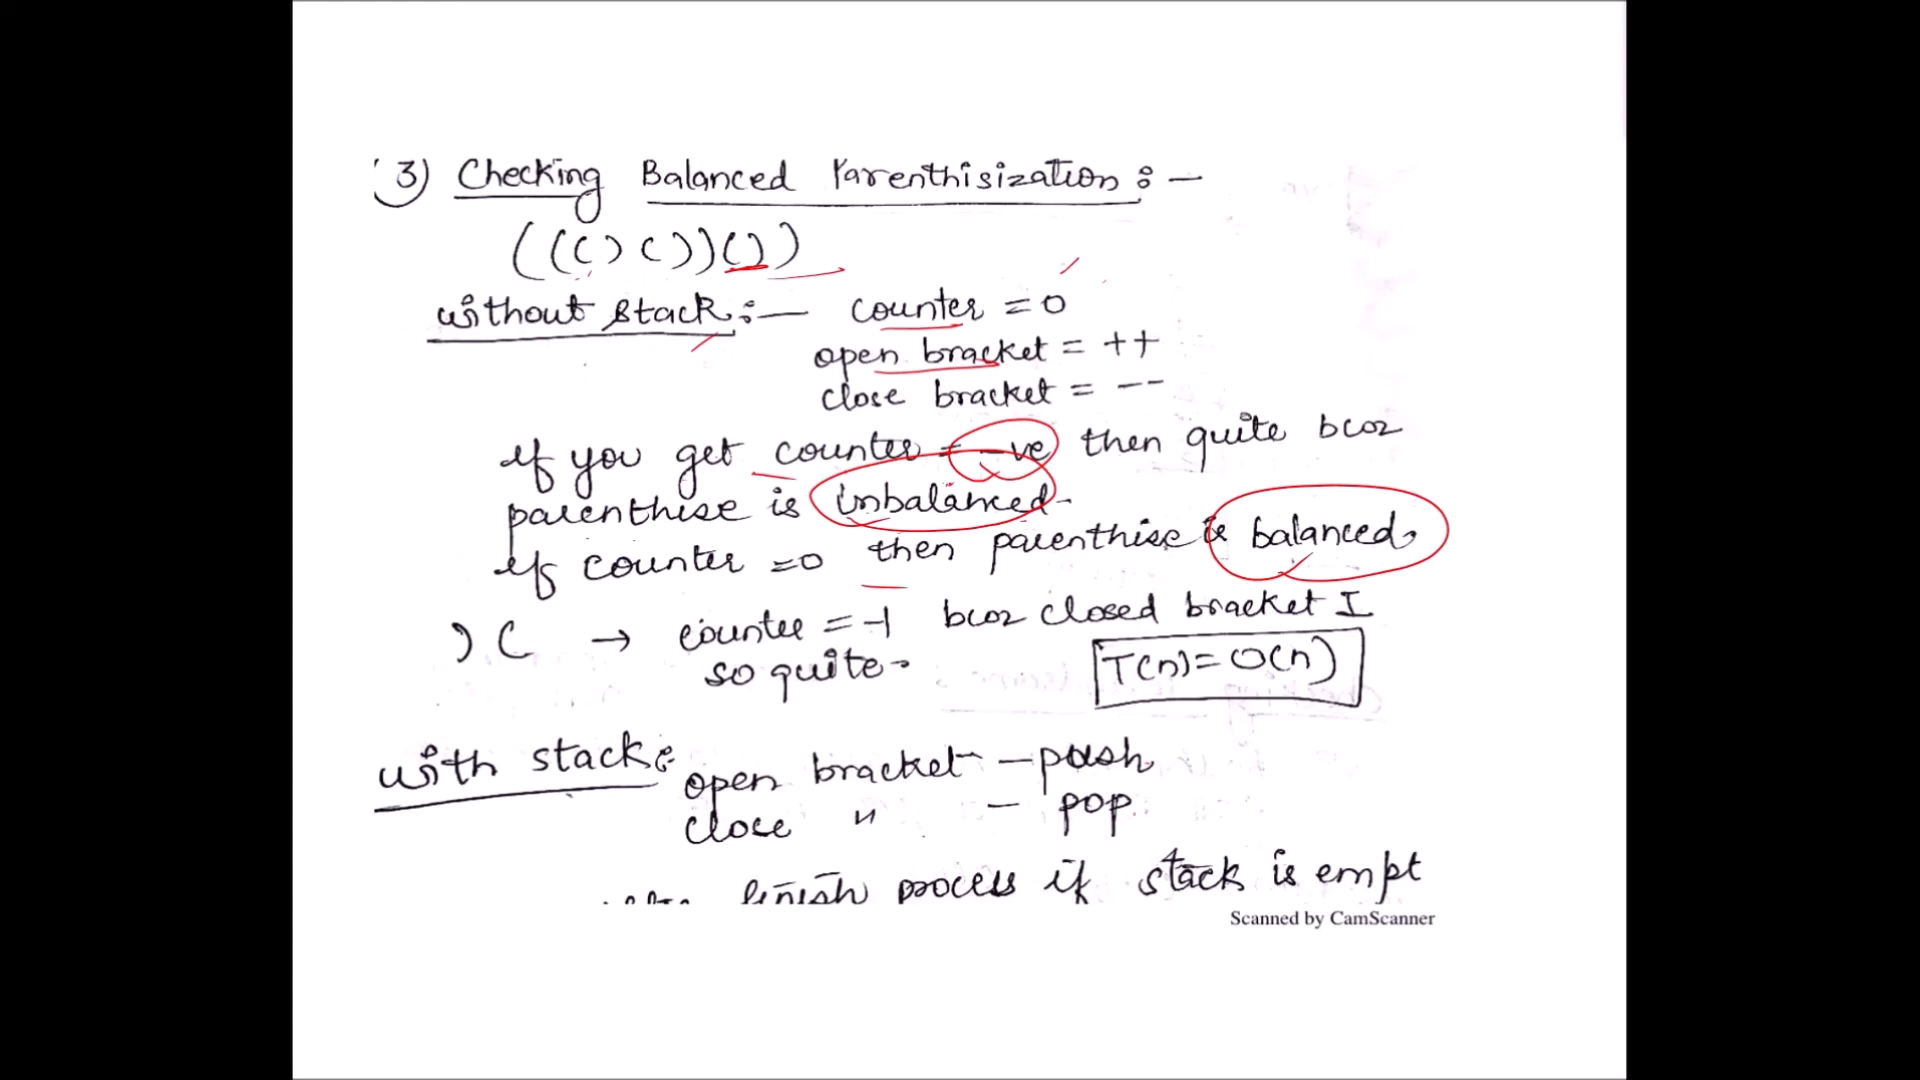 3) Checking Balanced Parenthisization :-
((()())())
without stack :- counter = 0
open bracket = ++
close bracket = --
if you get counter = -ve then quite bcoz
parenthise is imbalanced.
if counter = 0 then parenthise is balanced.
)( → counter = -1 bcoz closed bracket I
so quite.
T(n) = O(n)
with stack : open bracket - push
close " - pop
finish process if stack is empt
Scanned by CamScanner